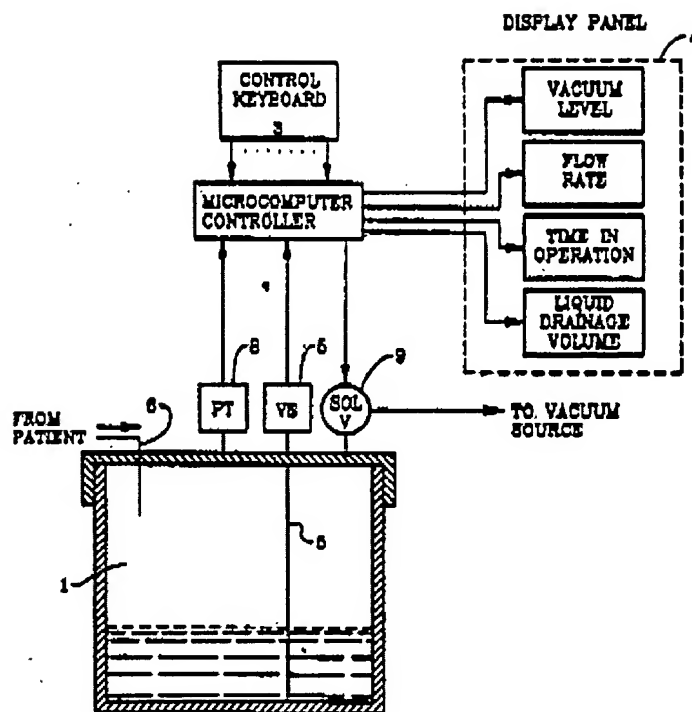 DISPLAY PANEL
CONTROL
KEYBOARD
3
VACUUM
LEVEL
FLOW
RATE
MICROCOMPUTER
CONTROLLER
TIME IN
OPERATION
LIQUID
DRAINAGE
VOLUME
8
5
9
PT
VS
SOL
V
FROM
PATIENT
6
TO VACUUM
SOURCE
5
1